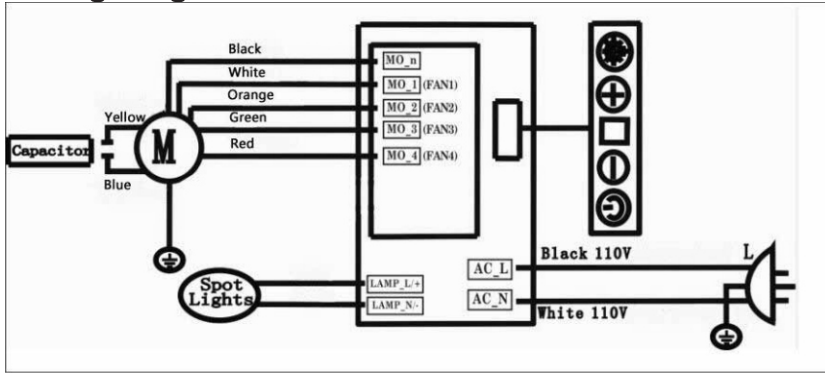 Black
MO_n
White
MO_1 (FAN1)
Orange
MO_2 (FAN2)
Yellow
Green
MO_3 (FAN3)
Capacitor
M
Red
MO_4 (FAN4)
Blue
Black 110V
L
AC_L
Spot
Lights
LAMP_L/+
LAMP_N/-
AC_N
White 110V